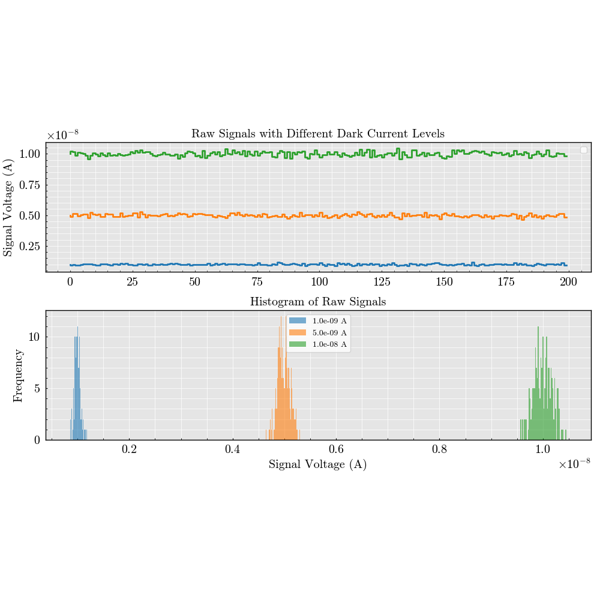 Raw Signals with Different Dark Current Levels
×10⁻⁸
Signal Voltage (A)
1.00
0.75
0.50
0.25
0 25 50 75 100 125 150 175 200
Histogram of Raw Signals
1.0e-09 A
5.0e-09 A
1.0e-08 A
Frequency
10
5
0
0.2 0.4 0.6 0.8 1.0
Signal Voltage (A)
×10⁻⁸